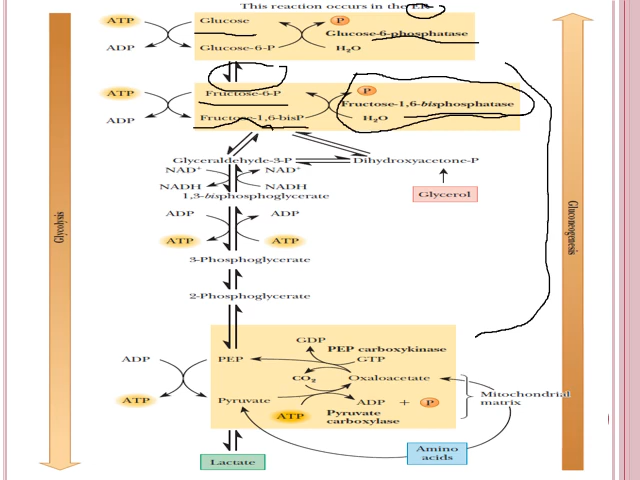 This reaction occurs in the ER
ATP Glucose P
Glucose-6-phosphatase
ADP Glucose-6-P H₂O
ATP Fructose-6-P P
Fructose-1,6-bisphosphatase
ADP Fructose-1,6-bisP H₂O
Glyceraldehyde-3-P Dihydroxyacetone-P
NAD⁺ NAD⁺
NADH NADH
Glycerol
1,3-bisphosphoglycerate
ADP ADP
ATP ATP
Glycolysis
Gluconeogenesis
3-Phosphoglycerate
2-Phosphoglycerate
GDP
PEP carboxykinase
ADP PEP GTP
CO₂ Oxaloacetate
ATP Pyruvate ADP + P
Mitochondrial
matrix
ATP Pyruvate
carboxylase
Lactate
Amino
acids